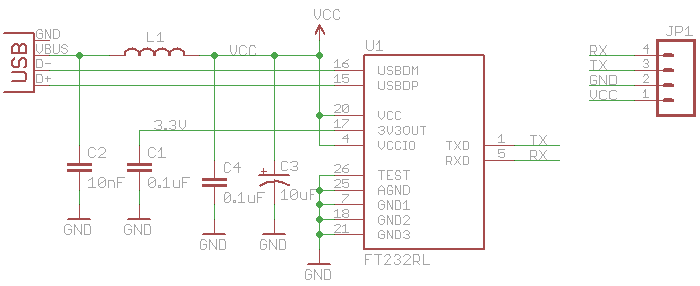 USB
GND
VBUS
D-
D+
L1
VCC
VCC
3.3V
C2
10nF
GND
C1
0.1uF
GND
C4
0.1uF
GND
C3
+
10uF
GND
GND
U1
16 USBDM
15 USBDP
20 VCC
17 3V3OUT
4 VCCIO
26 TEST
25 AGND
7 GND1
18 GND2
21 GND3
TXD 1 TX
RXD 5 RX
FT232RL
JP1
RX 4
TX 3
GND 2
VCC 1